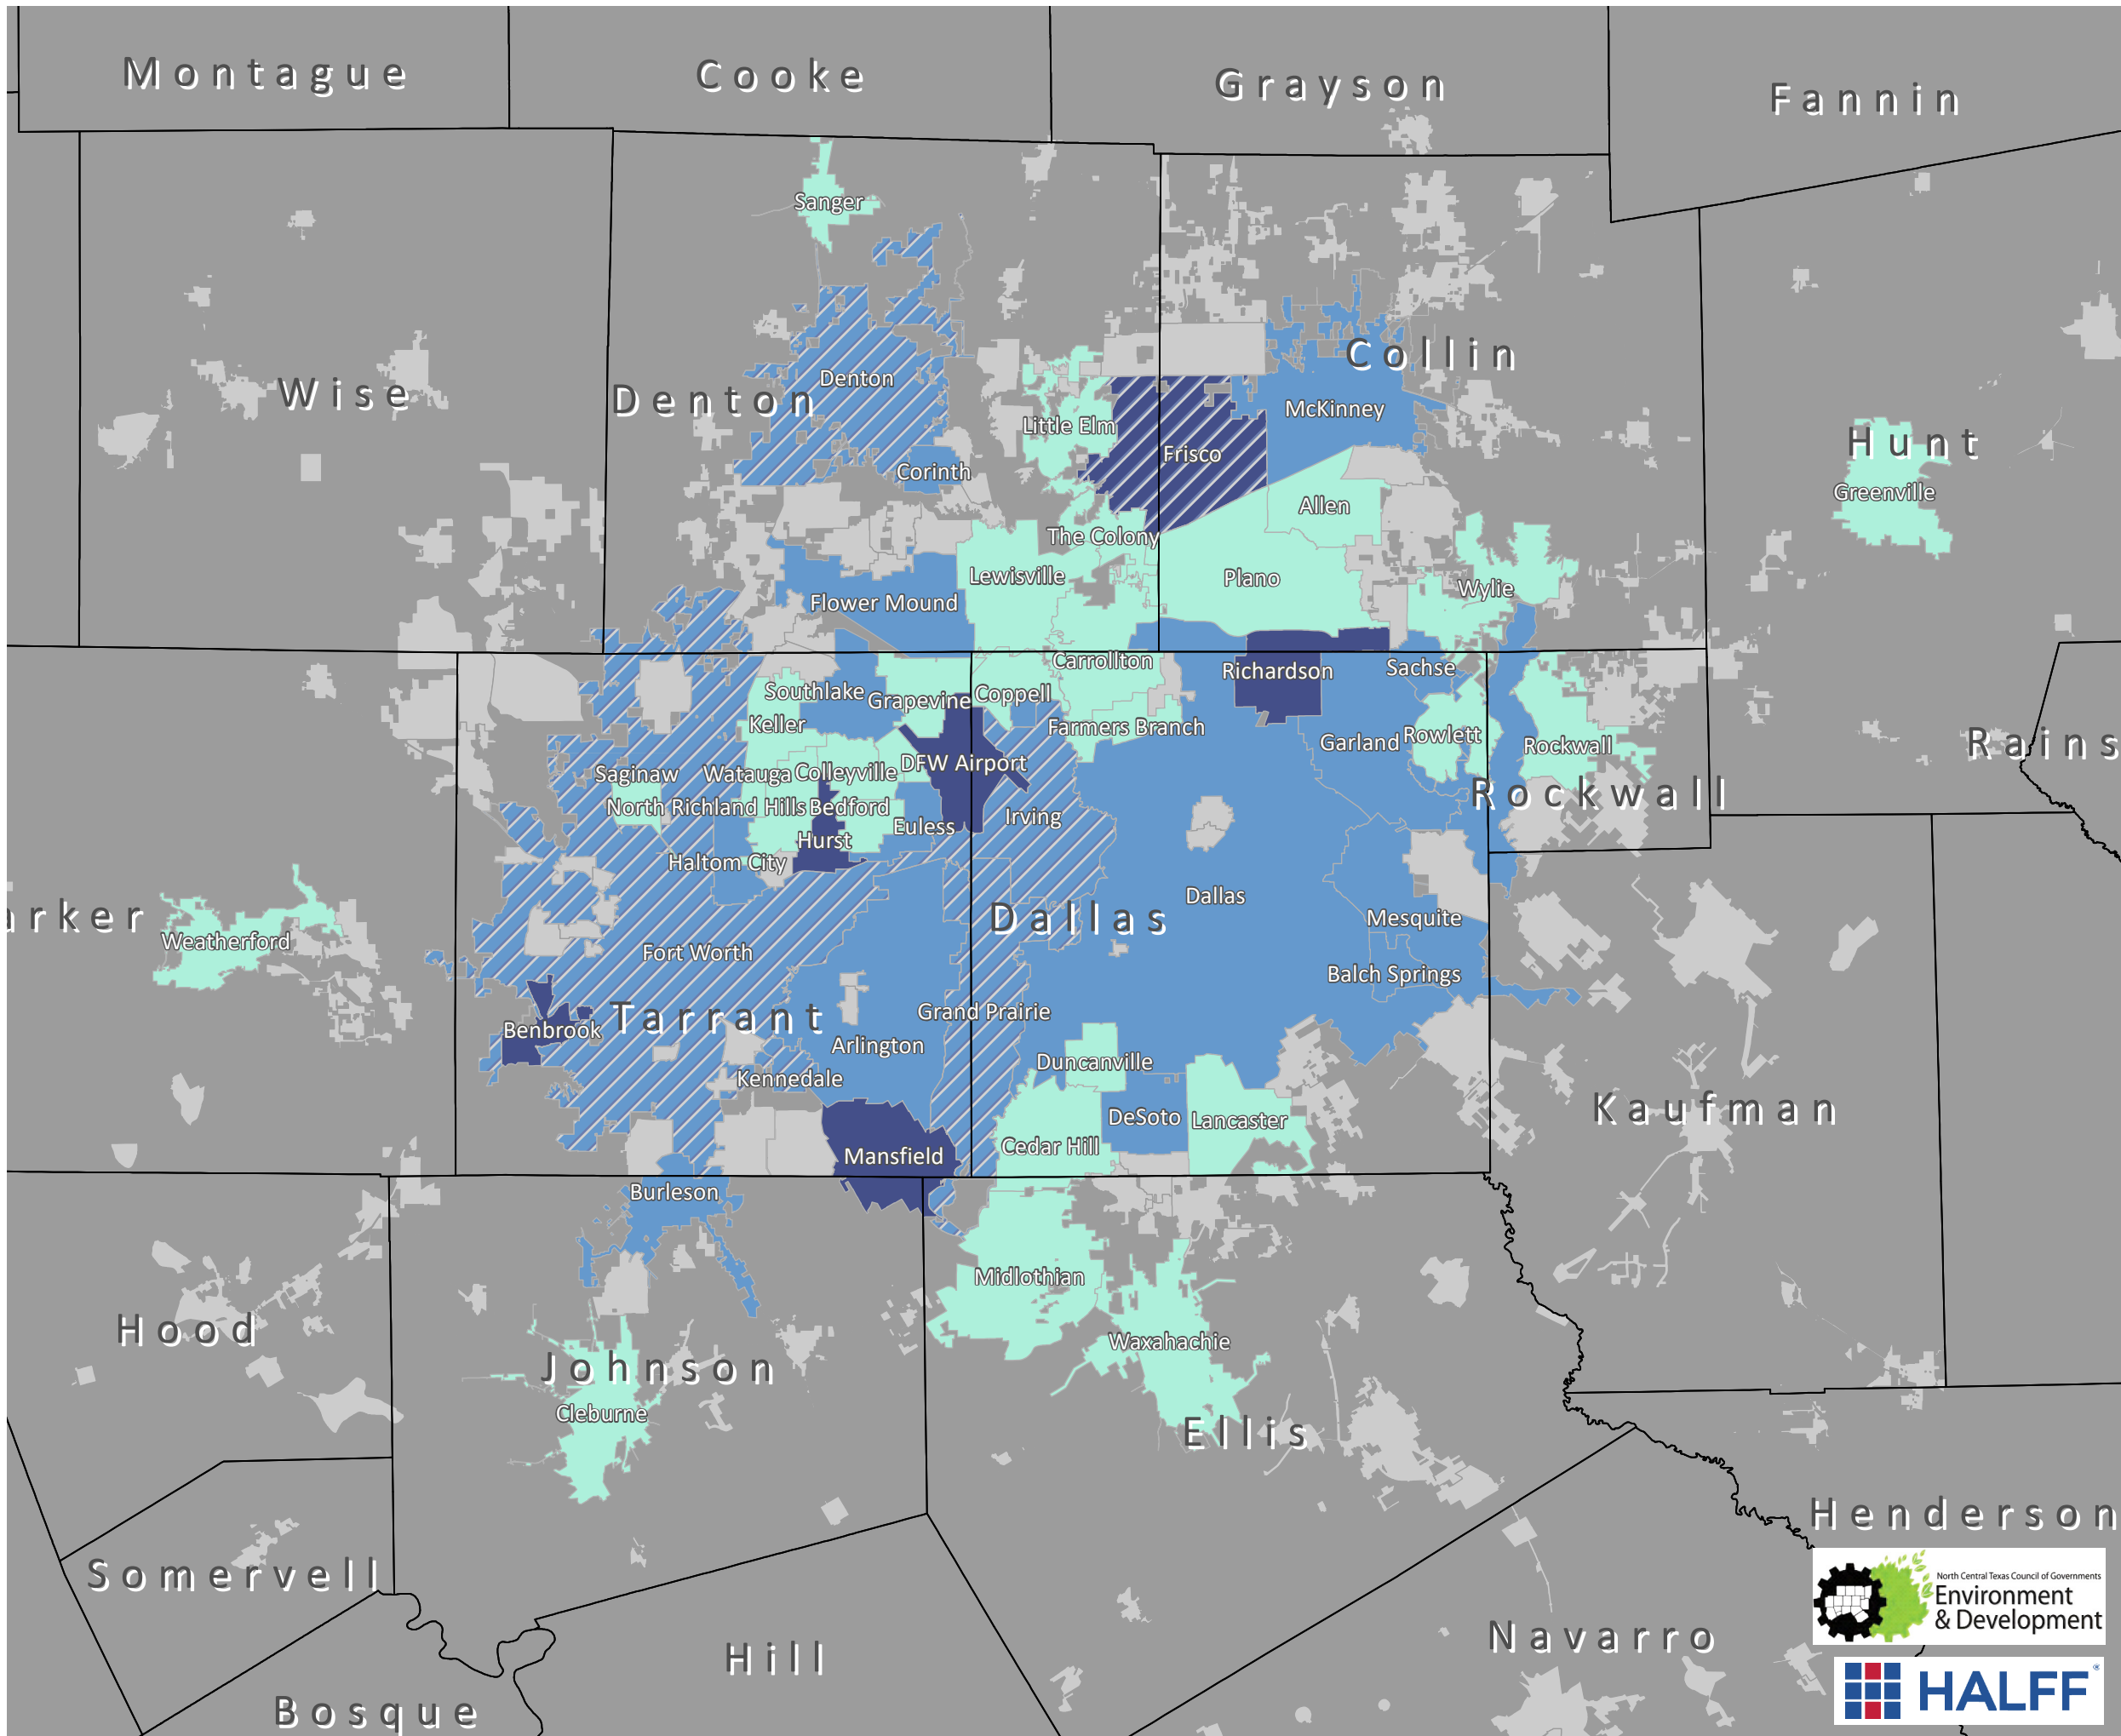 Montague
Cooke
Grayson
Fannin
Sanger
Collin
Wise
Denton
Denton
McKinney
Little Elm
Hunt
Frisco
Corinth
Greenville
Allen
The Colony
Lewisville
Plano
Wylie
Flower Mound
Carrollton
Richardson
Sachse
Southlake
Grapevine
Coppell
Keller
Farmers Branch
Garland
Rowlett
Rockwall
Rains
DFW Airport
Saginaw
Watauga
Colleyville
Rockwall
North Richland Hills
Bedford
Irving
Euless
Hurst
Haltom City
Dallas
arker
Dallas
Mesquite
Weatherford
Fort Worth
Balch Springs
Grand Prairie
Tarrant
Benbrook
Arlington
Duncanville
Kennedale
Kaufman
DeSoto
Lancaster
Cedar Hill
Mansfield
Burleson
Midlothian
Hood
Waxahachie
Johnson
Cleburne
Ellis
Henderson
Somervell
North Central Texas Council of Governments
Environment
& Development
Navarro
Hill
HALFF®
Bosque